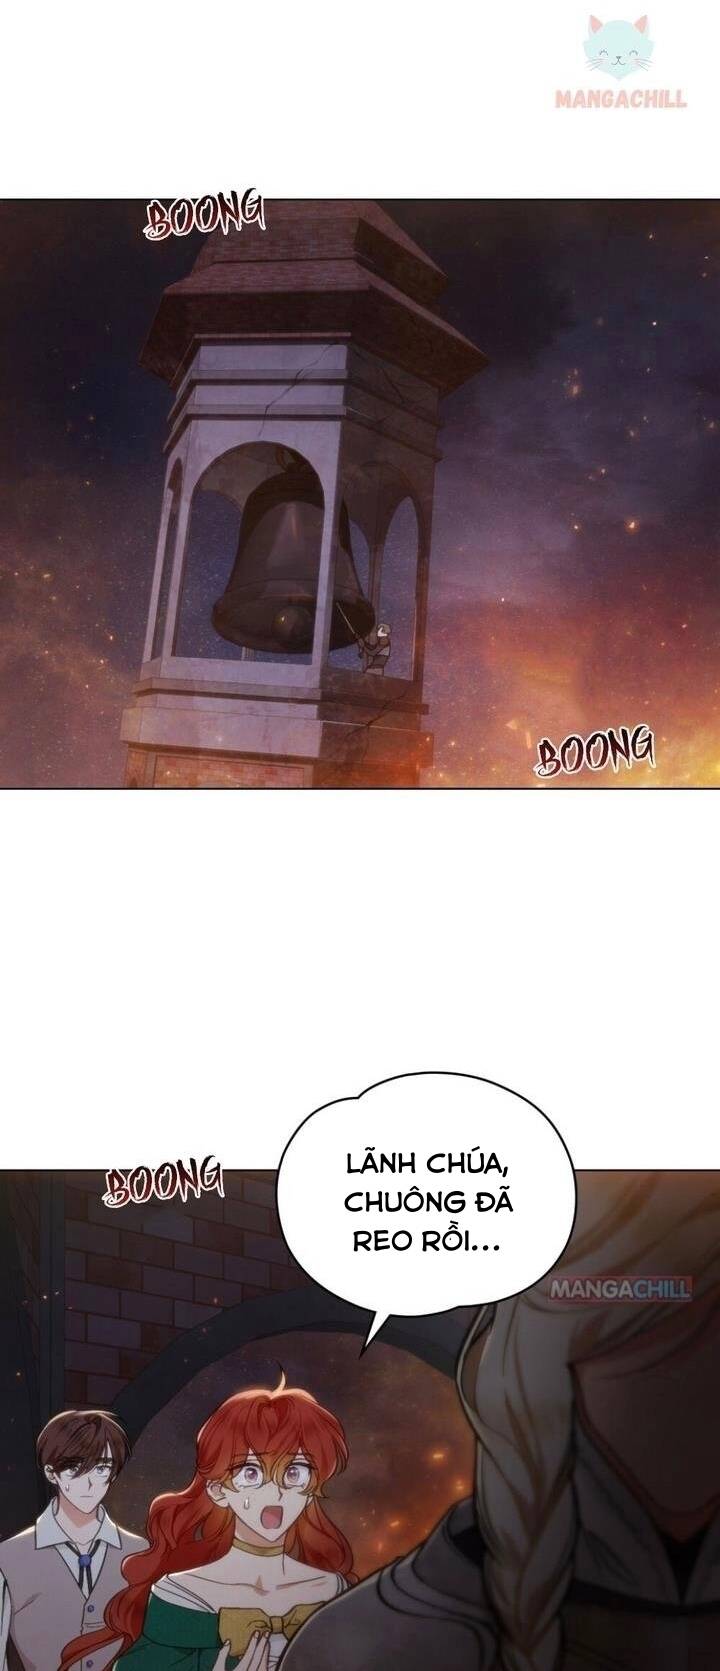 MANGACHILL
BOONG
BOONG
BOONG
LÃNH CHÚA,
CHUÔNG ĐÃ
REO RỒI...
MANGACHILL